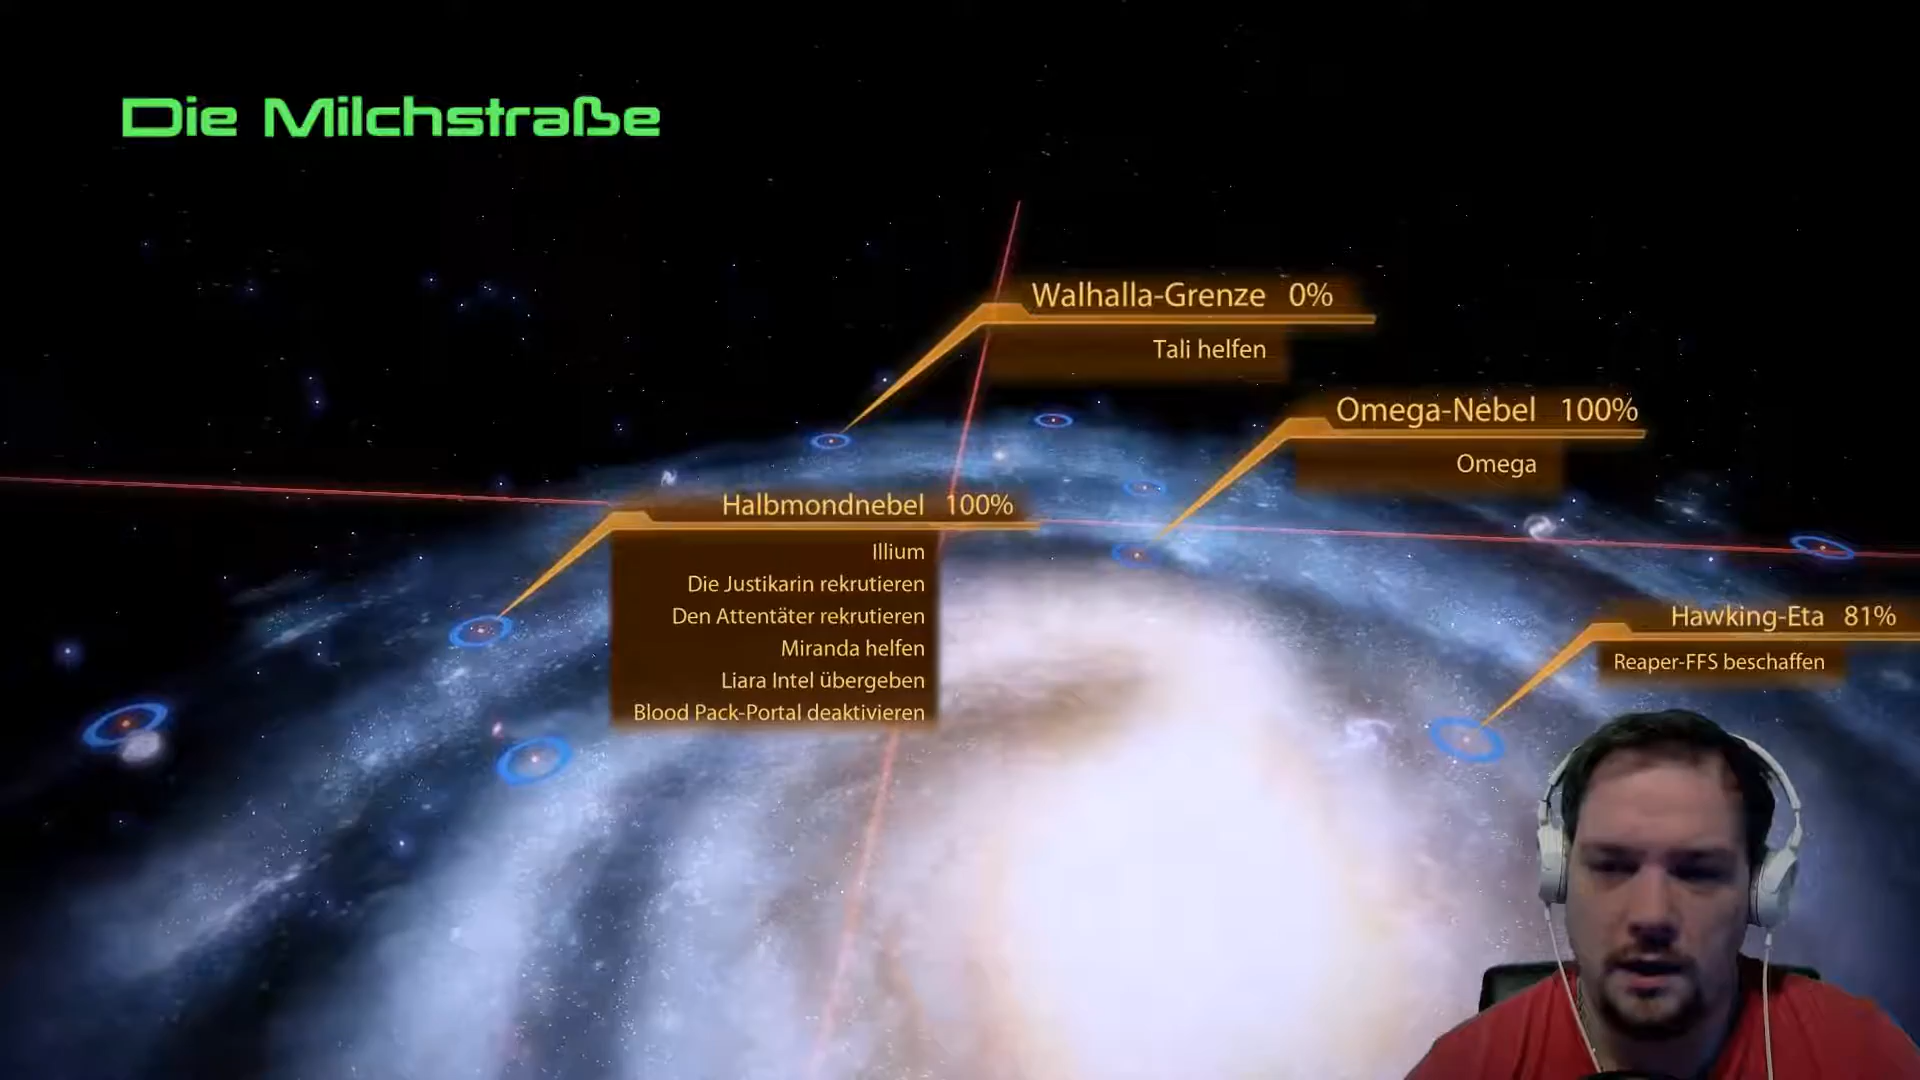 Die Milchstraße
Walhalla-Grenze 0%
Tali helfen
Omega-Nebel 100%
Omega
Halbmondnebel 100%
Illium
Die Justikarin rekrutieren
Den Attentäter rekrutieren
Miranda helfen
Liara Intel übergeben
Blood Pack-Portal deaktivieren
Hawking-Eta 81%
Reaper-FFS beschaffen